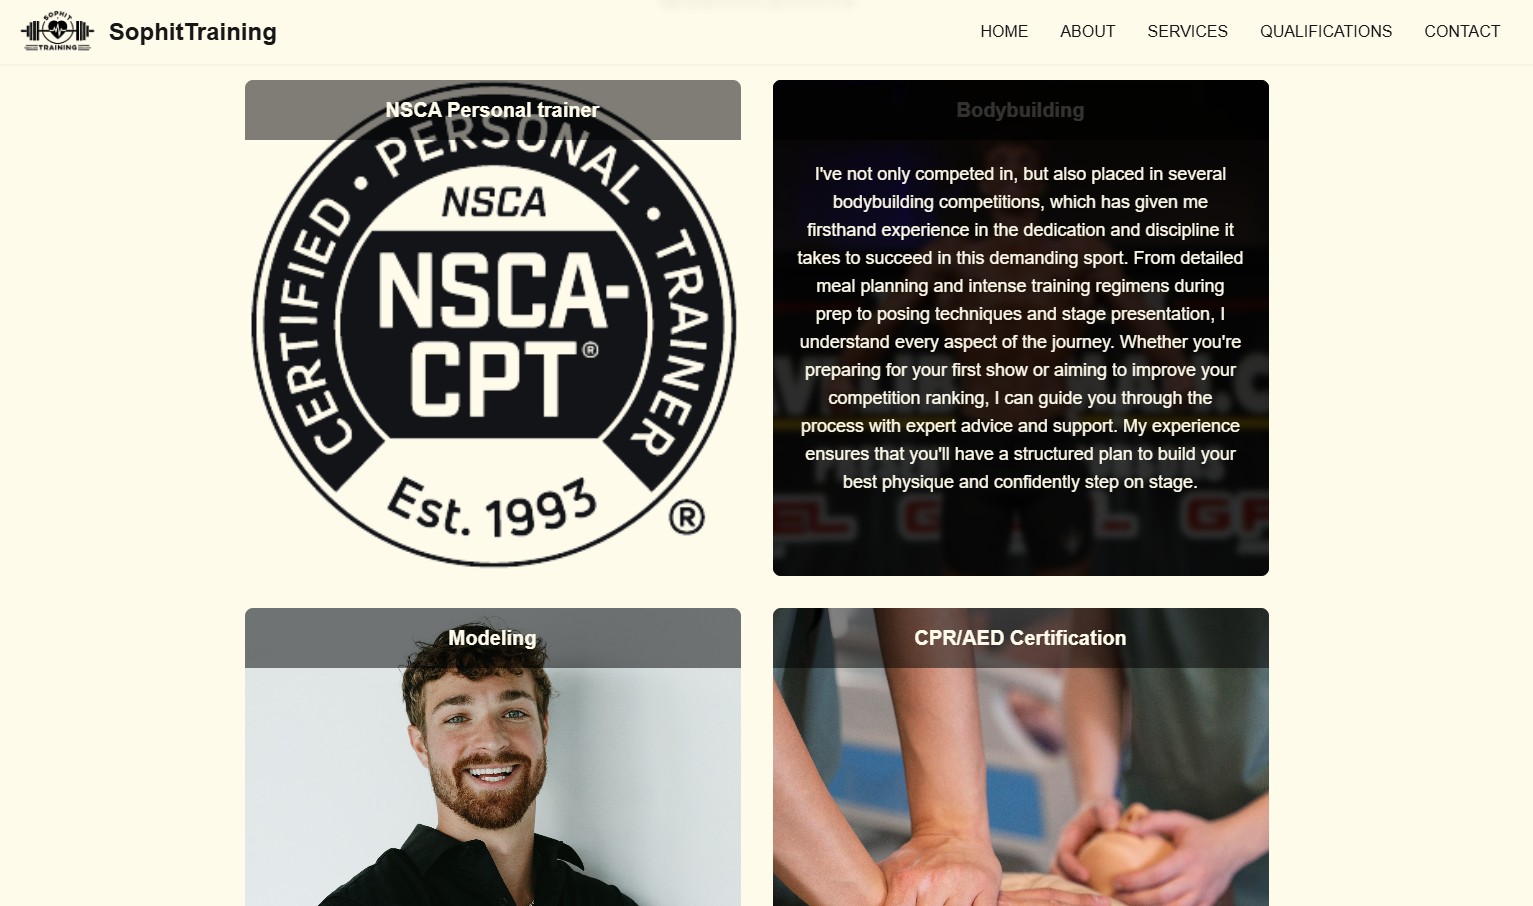 SOPHIT
TRAINING
SophitTraining
HOME
ABOUT
SERVICES
QUALIFICATIONS
CONTACT
NSCA Personal trainer
CERTIFIED • PERSONAL • TRAINER
NSCA
NSCA-
CPT®
Est. 1993
®
Bodybuilding
I've not only competed in, but also placed in several
bodybuilding competitions, which has given me
firsthand experience in the dedication and discipline it
takes to succeed in this demanding sport. From detailed
meal planning and intense training regimens during
prep to posing techniques and stage presentation, I
understand every aspect of the journey. Whether you're
preparing for your first show or aiming to improve your
competition ranking, I can guide you through the
process with expert advice and support. My experience
ensures that you'll have a structured plan to build your
best physique and confidently step on stage.
Modeling
CPR/AED Certification